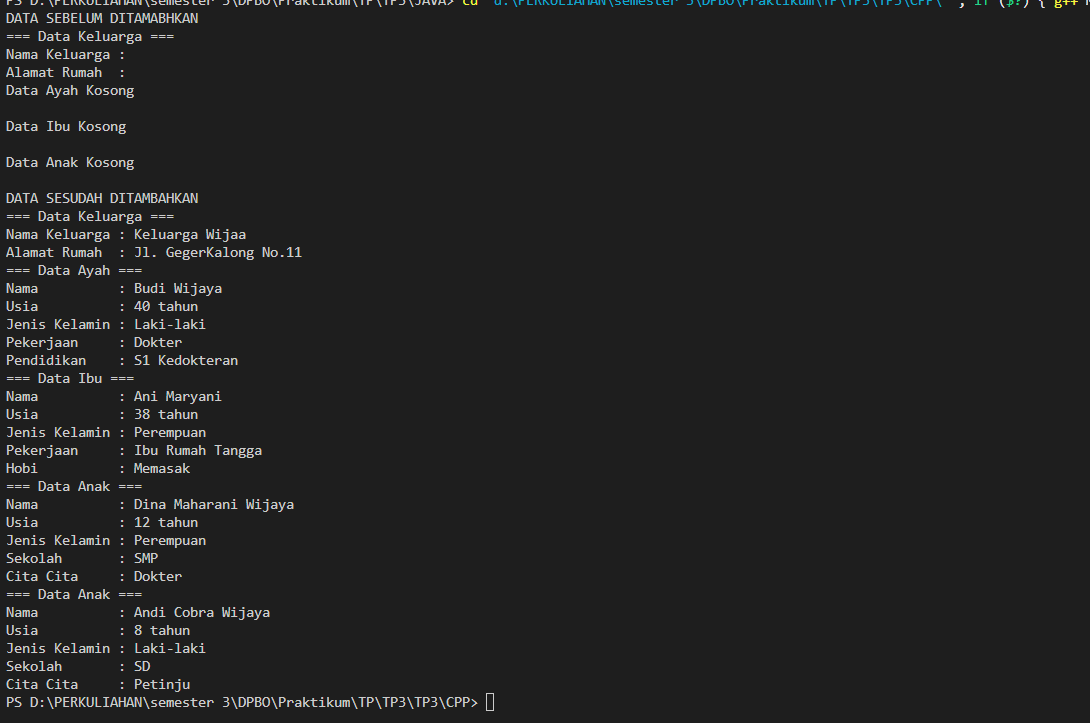 PS D:\PERKULIAHAN\semester 3\DPBO\Praktikum\TP\TP3\JAVA> cd "d:\PERKULIAHAN\semester 3\DPBO\Praktikum\TP\TP3\TP3\CPP\" ; if ($?) { g++
DATA SEBELUM DITAMABHKAN
=== Data Keluarga ===
Nama Keluarga :
Alamat Rumah  :
Data Ayah Kosong
Data Ibu Kosong
Data Anak Kosong
DATA SESUDAH DITAMBAHKAN
=== Data Keluarga ===
Nama Keluarga : Keluarga Wijaa
Alamat Rumah  : Jl. GegerKalong No.11
=== Data Ayah ===
Nama          : Budi Wijaya
Usia          : 40 tahun
Jenis Kelamin : Laki-laki
Pekerjaan     : Dokter
Pendidikan    : S1 Kedokteran
=== Data Ibu ===
Nama          : Ani Maryani
Usia          : 38 tahun
Jenis Kelamin : Perempuan
Pekerjaan     : Ibu Rumah Tangga
Hobi          : Memasak
=== Data Anak ===
Nama          : Dina Maharani Wijaya
Usia          : 12 tahun
Jenis Kelamin : Perempuan
Sekolah       : SMP
Cita Cita     : Dokter
=== Data Anak ===
Nama          : Andi Cobra Wijaya
Usia          : 8 tahun
Jenis Kelamin : Laki-laki
Sekolah       : SD
Cita Cita     : Petinju
PS D:\PERKULIAHAN\semester 3\DPBO\Praktikum\TP\TP3\TP3\CPP>